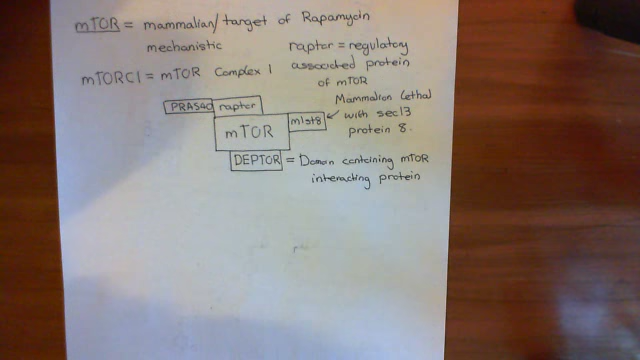 mTOR = mammalian/target of Rapamycin
mechanistic
raptor = regulatory
associated protein
of mTOR
mTORC1 = mTOR Complex 1
PRAS40 raptor
mTOR
mlst8
Mammalian Lethal
with sec13
protein 8.
DEPTOR = Domain containing mTOR
interacting protein